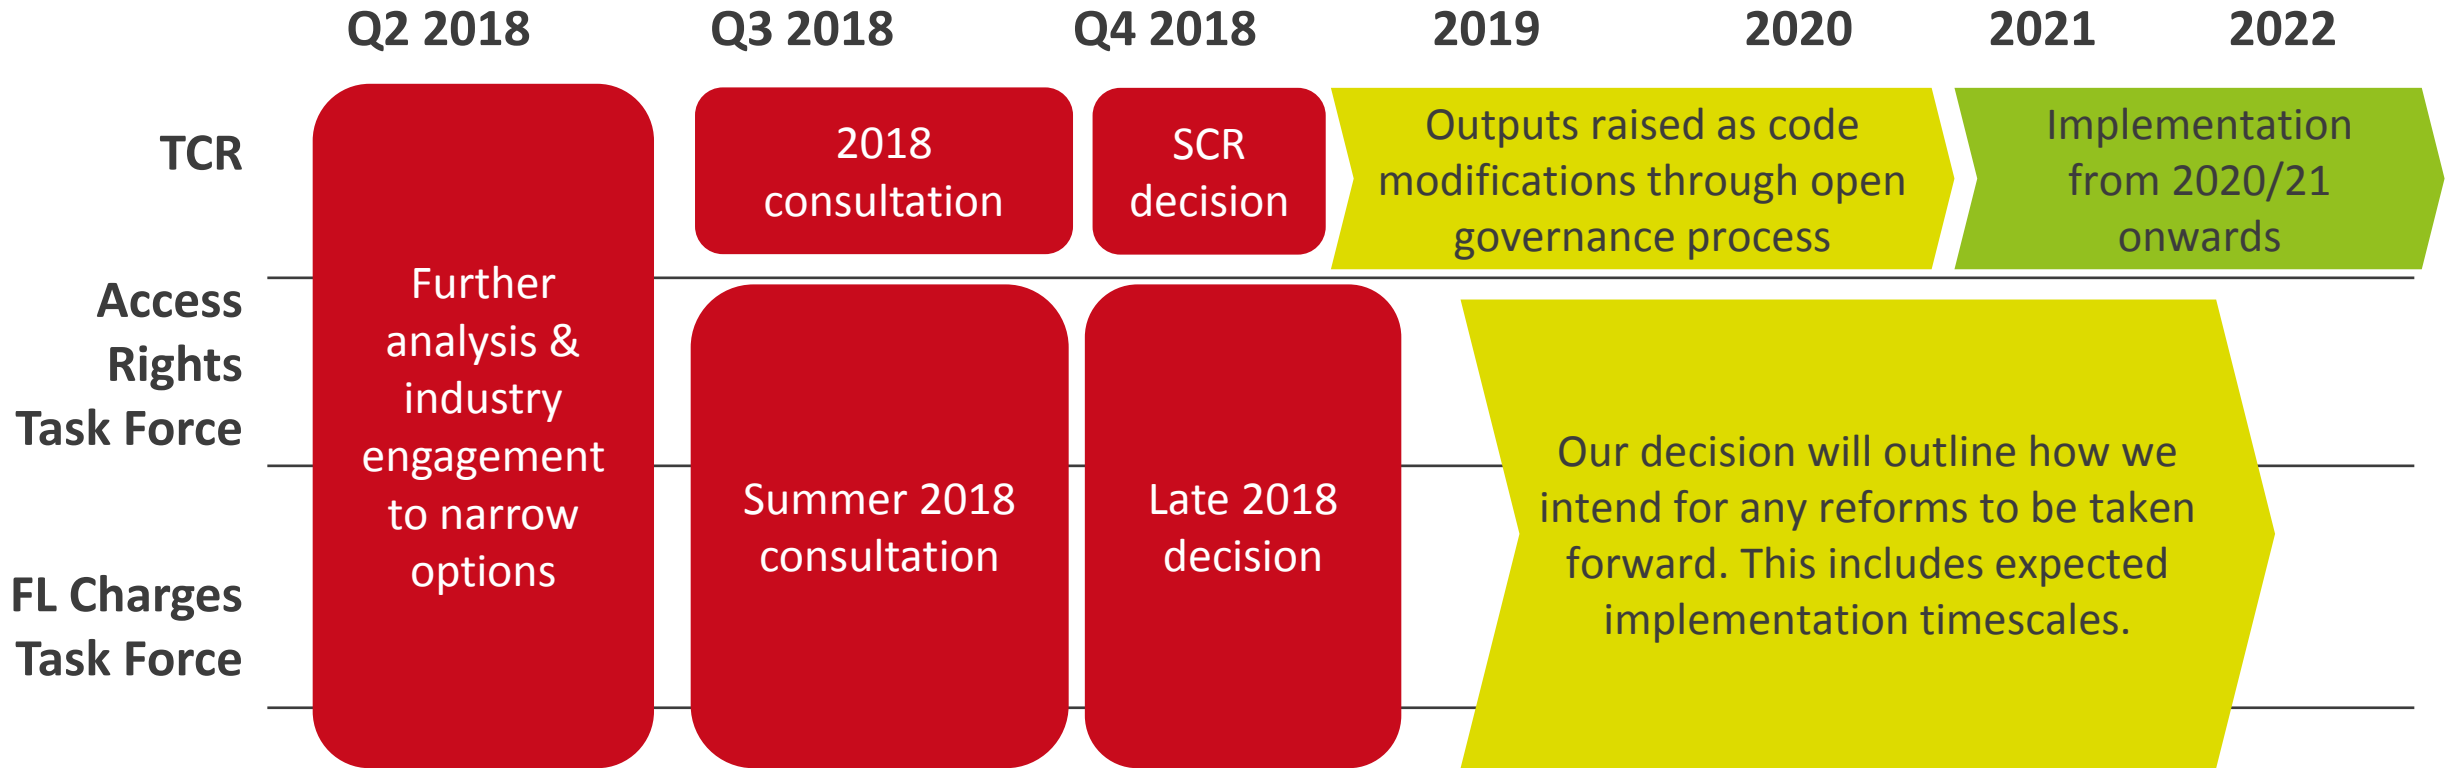 Q2 2018 Q3 2018 Q4 2018 2019 2020 2021 2022
TCR
Access
Rights
Task Force
FL Charges
Task Force
Further
analysis &
industry
engagement
to narrow
options
2018
consultation
SCR
decision
Outputs raised as code
modifications through open
governance process
Implementation
from 2020/21
onwards
Summer 2018
consultation
Late 2018
decision
Our decision will outline how we
intend for any reforms to be taken
forward. This includes expected
implementation timescales.